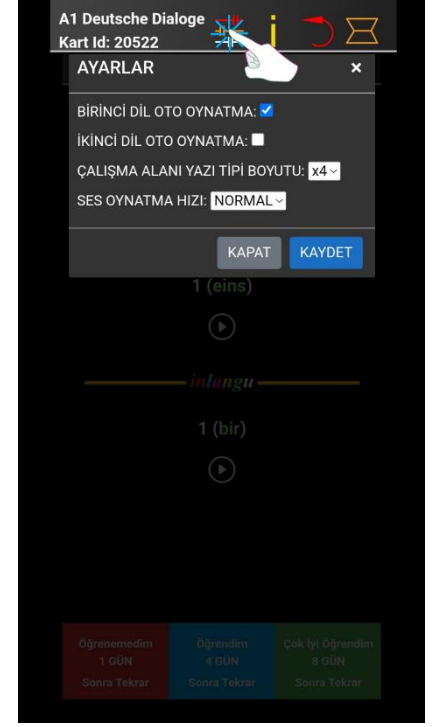 A1 Deutsche Dialoge
Kart Id: 20522
AYARLAR ×
BİRİNCİ DİL OTO OYNATMA:
İKİNCİ DİL OTO OYNATMA:
ÇALIŞMA ALANI YAZI TİPİ BOYUTU: x4
SES OYNATMA HIZI: NORMAL
KAPAT KAYDET
1 (eins)
inlangu
1 (bir)
Öğrenemedim Öğrendim Çok İyi Öğrendim
1 GÜN 4 GÜN 8 GÜN
Sonra Tekrar Sonra Tekrar Sonra Tekrar